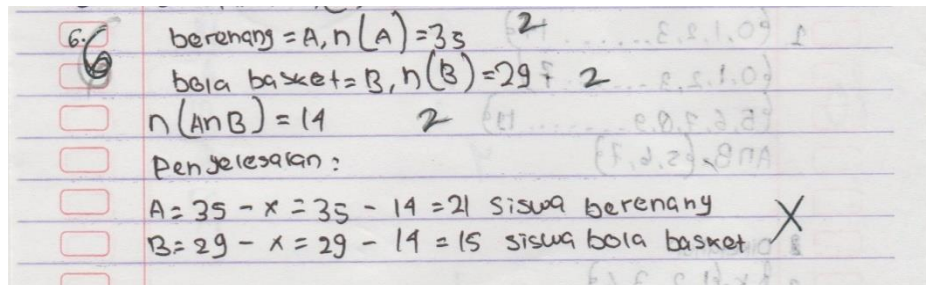 6. berenang = A, n(A) = 35 2
6 bola basket = B, n(B) = 29 + 2
n(AnB) = 14 2
Penyelesaian :
A = 35 - x = 35 - 14 = 21 siswa berenang
B = 29 - x = 29 - 14 = 15 siswa bola basket X